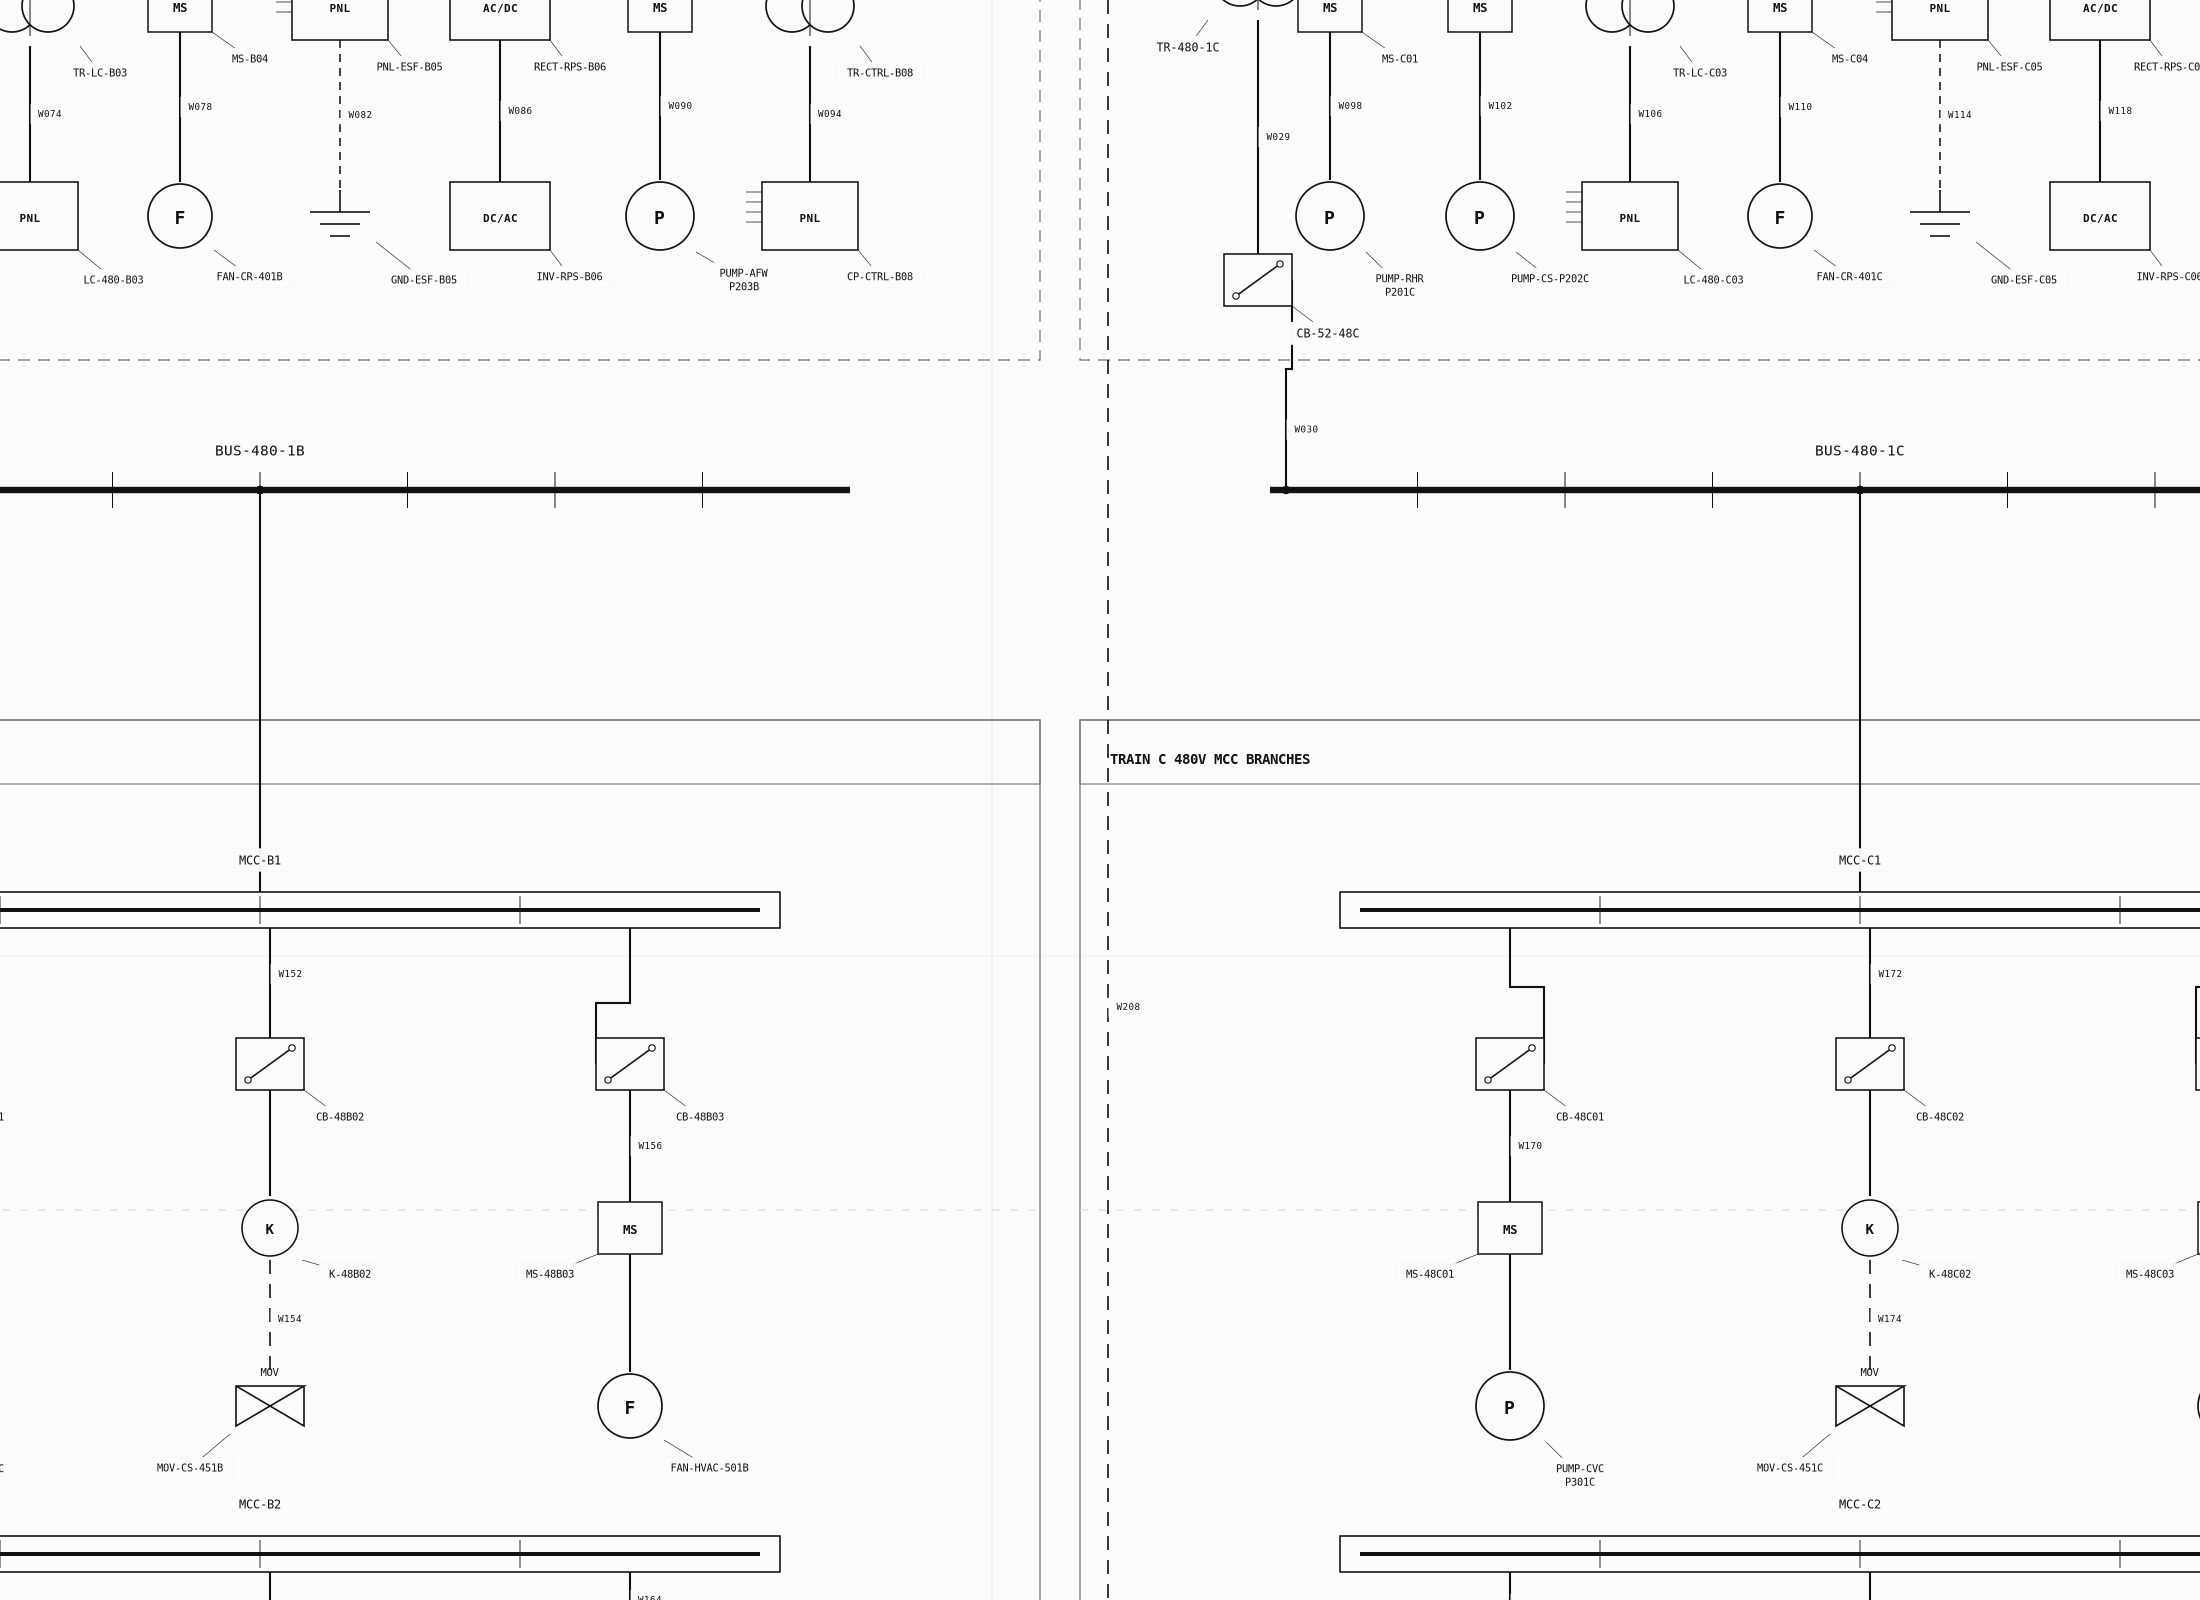 MS
PNL
AC/DC
MS
MS
MS
MS
PNL
AC/DC
TR-LC-B03
MS-B04
PNL-ESF-B05
RECT-RPS-B06
TR-CTRL-B08
TR-480-1C
MS-C01
TR-LC-C03
MS-C04
PNL-ESF-C05
RECT-RPS-C0
W074
W078
W082
W086
W090
W094
W029
W098
W102
W106
W110
W114
W118
PNL
F
DC/AC
P
PNL
P
P
PNL
F
DC/AC
LC-480-B03
FAN-CR-401B
GND-ESF-B05
INV-RPS-B06
PUMP-AFW
P203B
CP-CTRL-B08
PUMP-RHR
P201C
PUMP-CS-P202C
LC-480-C03
FAN-CR-401C
GND-ESF-C05
INV-RPS-C06
CB-52-48C
W030
BUS-480-1B
BUS-480-1C
TRAIN C 480V MCC BRANCHES
MCC-B1
MCC-C1
W152
W172
W208
1
CB-48B02
CB-48B03
CB-48C01
CB-48C02
W156
W170
K
MS
MS
K
K-48B02
MS-48B03
MS-48C01
K-48C02
MS-48C03
W154
W174
MOV
MOV
F
P
C
MOV-CS-451B
FAN-HVAC-501B
PUMP-CVC
P301C
MOV-CS-451C
MCC-B2
MCC-C2
W164